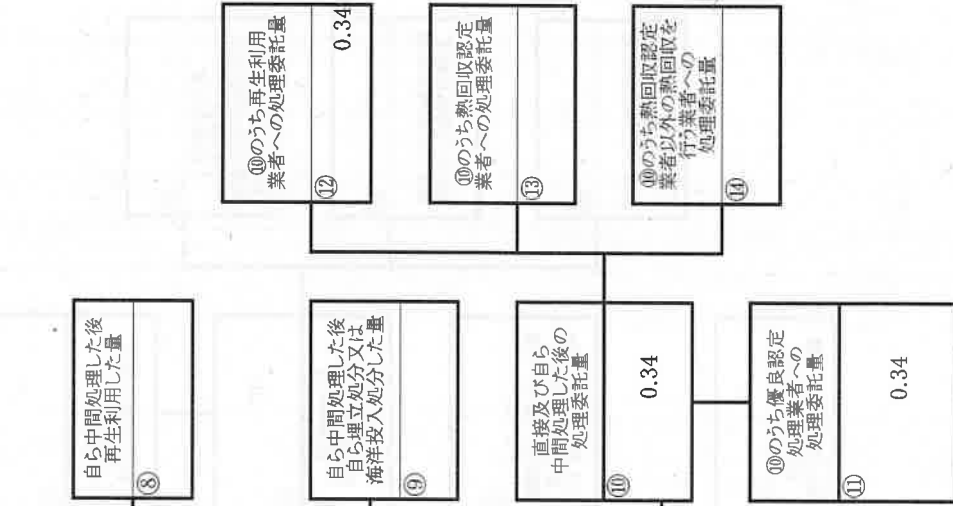 自ら中間処理した後
再生利用した量
⑧
自ら中間処理した後
自ら埋立処分又は
海洋投入処分した量
⑨
直接及び自ら
中間処理した後の
処理委託量
⑩
0.34
⑩のうち優良認定
処理業者への
処理委託量
⑪
0.34
⑩のうち再生利用
業者への処理委託量
⑫
0.34
⑩のうち熱回収認定
業者への処理委託量
⑬
⑩のうち熱回収認定
業者以外の熱回収を
行う業者への
処理委託量
⑭